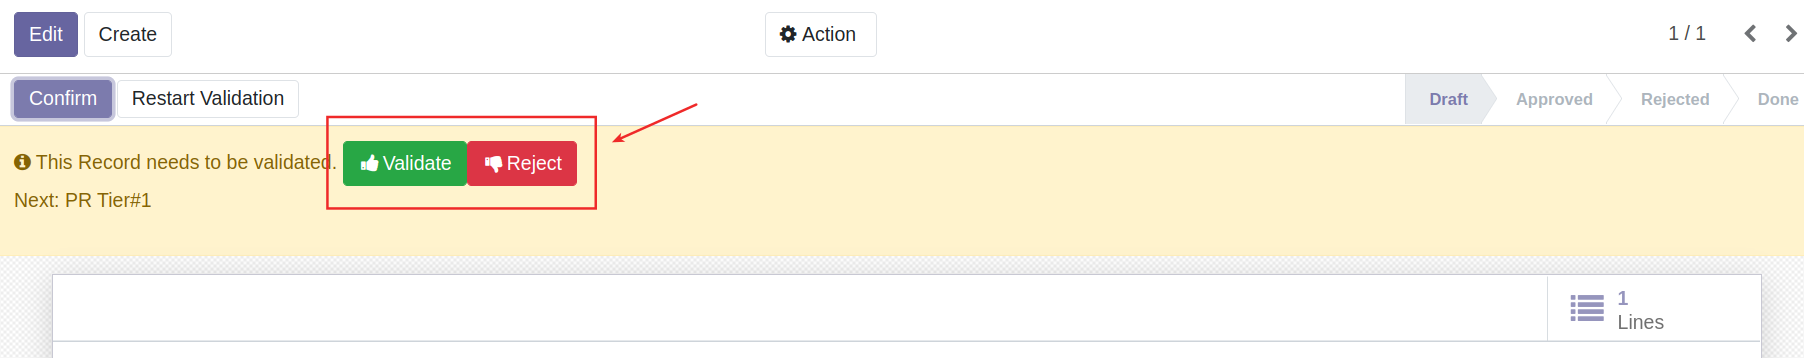 Edit Create Action 1 / 1
Confirm Restart Validation Draft Approved Rejected Done
This Record needs to be validated. Validate Reject
Next: PR Tier#1
1
Lines